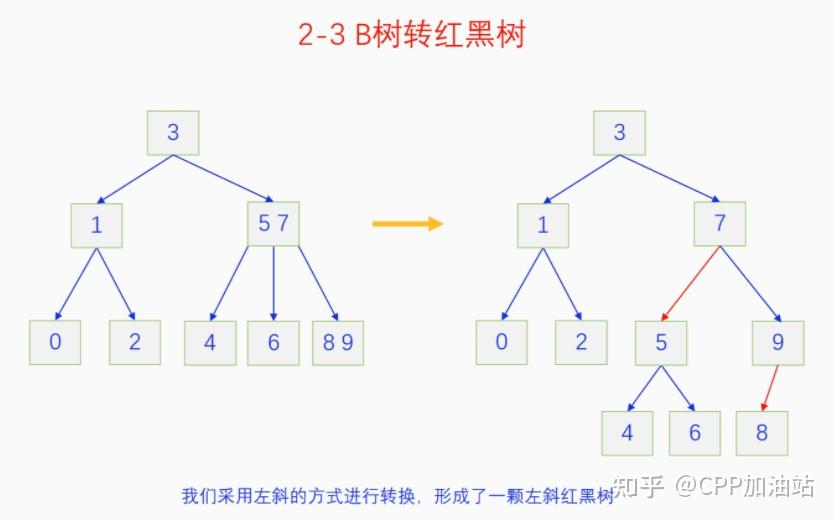 2-3 B树转红黑树
3 3
1 5 7 1 7
0 2 4 6 8 9 0 2 5 9
4 6 8
我们采用左斜的方式进行转换，形成了一颗左斜红黑树
知乎 @CPP加油站